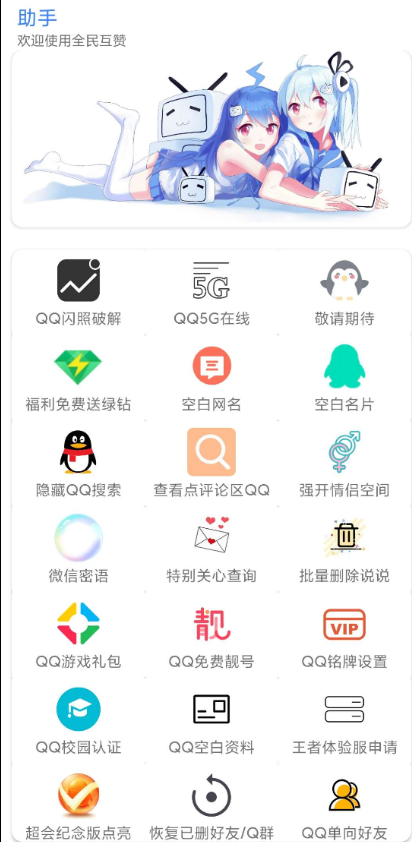 助手
欢迎使用全民互赞
QQ闪照破解
5G
QQ5G在线
敬请期待
福利免费送绿钻
空白网名
空白名片
隐藏QQ搜索
查看点评论区QQ
强开情侣空间
微信密语
特别关心查询
批量删除说说
靓
VIP
QQ游戏礼包
QQ免费靓号
QQ铭牌设置
QQ校园认证
QQ空白资料
王者体验服申请
超会纪念版点亮
恢复已删好友/Q群
QQ单向好友